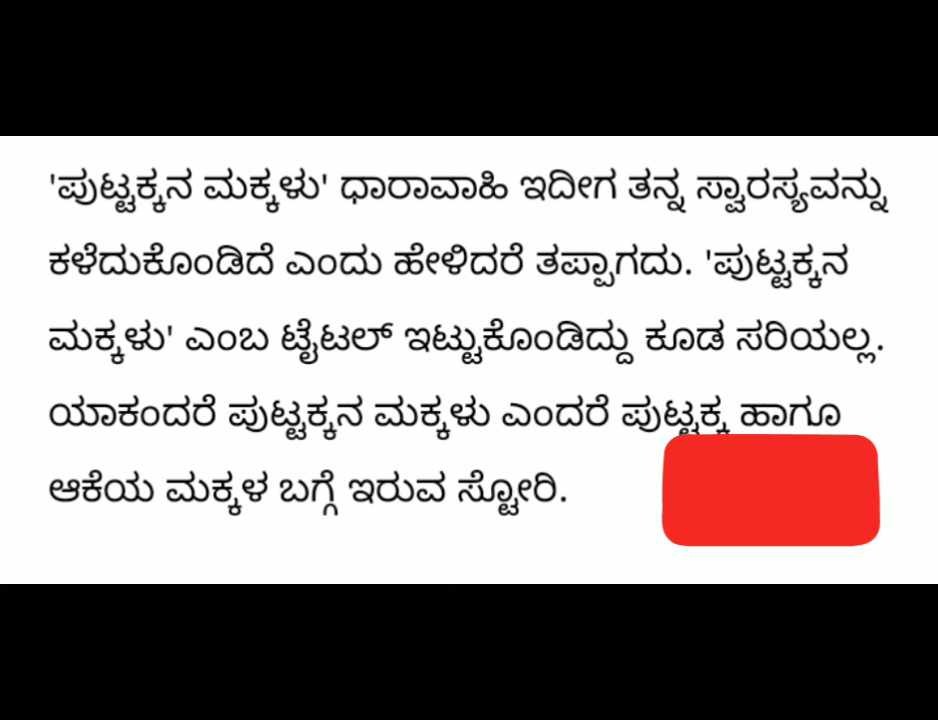 'ಪುಟ್ಟಕ್ಕನ ಮಕ್ಕಳು' ಧಾರಾವಾಹಿ ಇದೀಗ ತನ್ನ ಸ್ವಾರಸ್ಯವನ್ನು
ಕಳೆದುಕೊಂಡಿದೆ ಎಂದು ಹೇಳಿದರೆ ತಪ್ಪಾಗದು. 'ಪುಟ್ಟಕ್ಕನ
ಮಕ್ಕಳು' ಎಂಬ ಟೈಟಲ್ ಇಟ್ಟುಕೊಂಡಿದ್ದು ಕೂಡ ಸರಿಯಲ್ಲ.
ಯಾಕಂದರೆ ಪುಟ್ಟಕ್ಕನ ಮಕ್ಕಳು ಎಂದರೆ ಪುಟ್ಟಕ್ಕ ಹಾಗೂ
ಆಕೆಯ ಮಕ್ಕಳ ಬಗ್ಗೆ ಇರುವ ಸ್ಟೋರಿ.